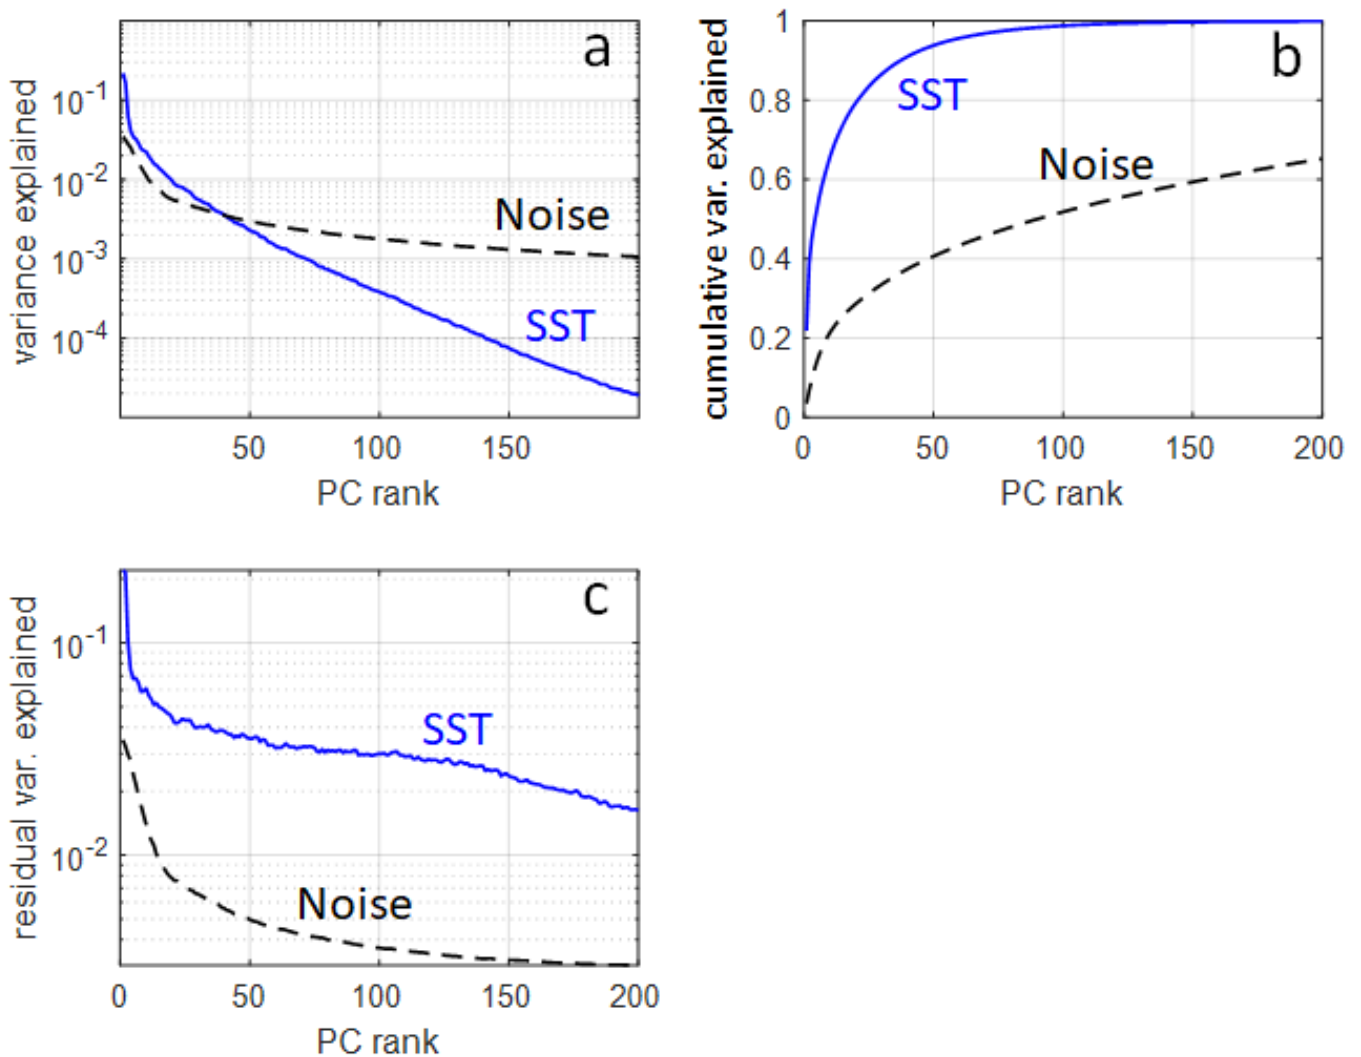 a
variance explained
10-1
10-2
10-3
10-4
Noise
SST
50
100
150
PC rank
b
cumulative var. explained
1
0.8
0.6
0.4
0.2
0
SST
Noise
0
50
100
150
200
PC rank
c
residual var. explained
10-1
10-2
SST
Noise
0
50
100
150
200
PC rank